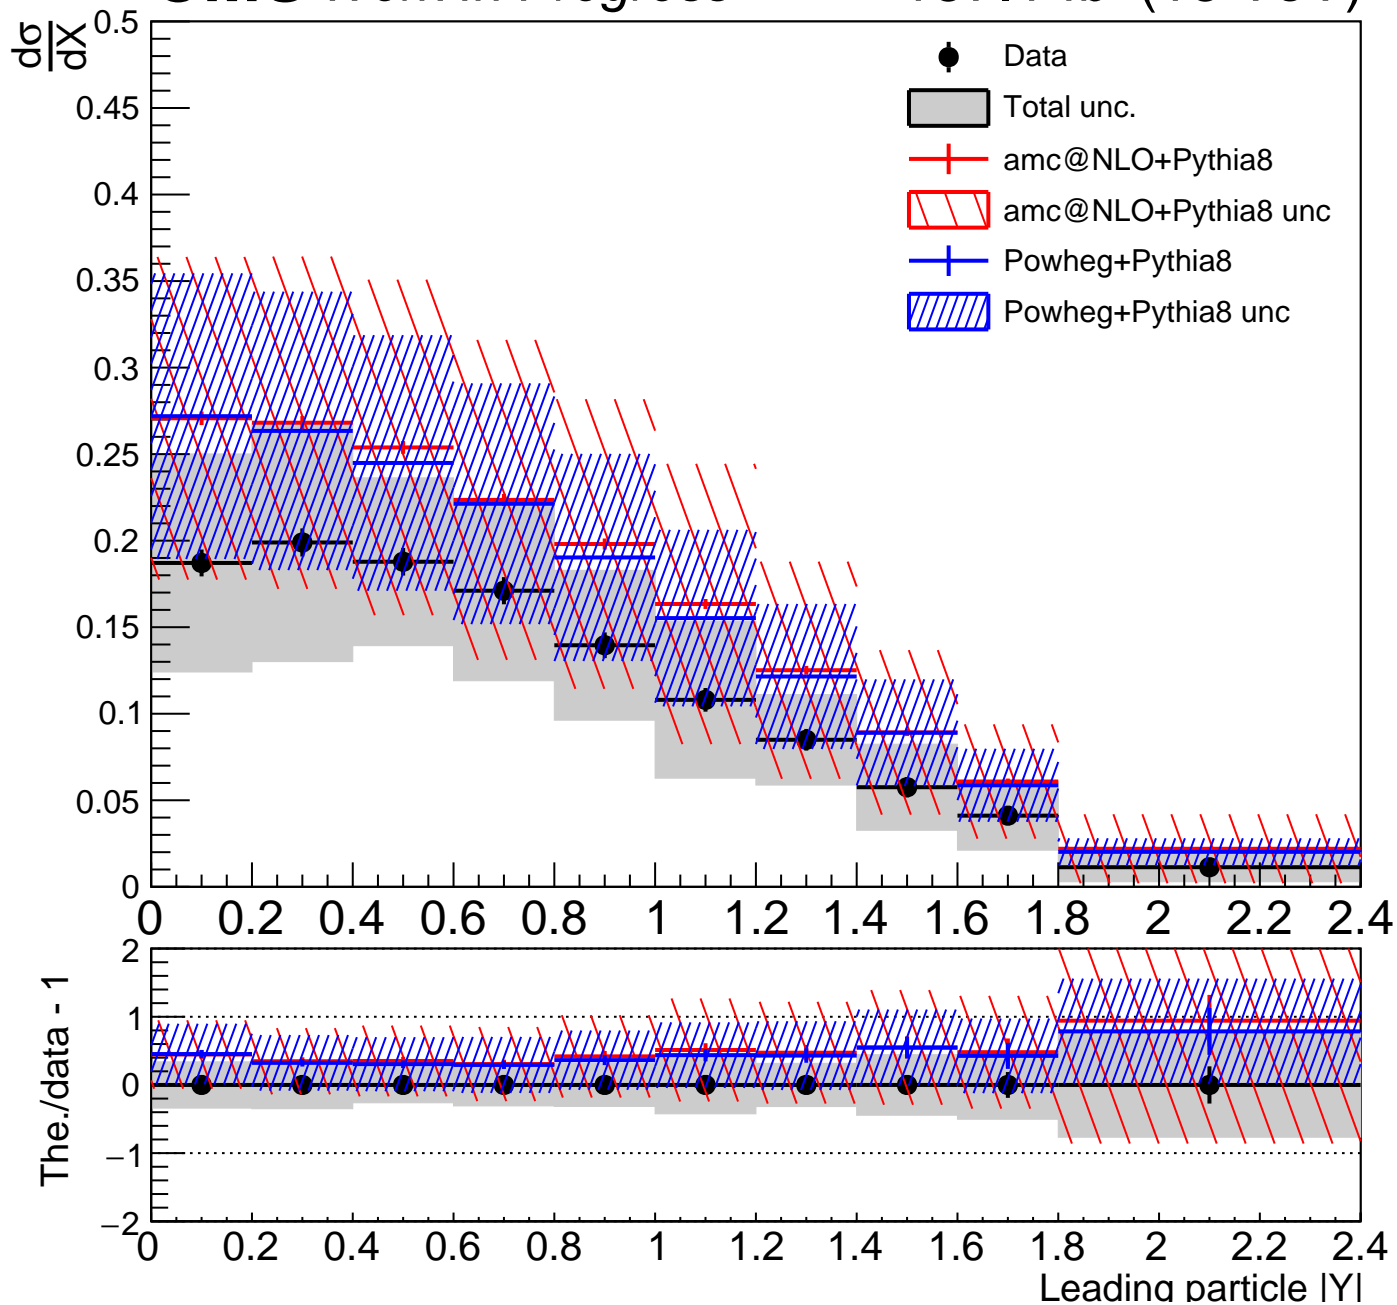 Work in Progress
dσ
dX
0.5
0.45
0.4
0.35
0.3
0.25
0.2
0.15
0.1
0.05
0
Data
Total unc.
amc@NLO+Pythia8
amc@NLO+Pythia8 unc
Powheg+Pythia8
Powheg+Pythia8 unc
0 0.2 0.4 0.6 0.8 1 1.2 1.4 1.6 1.8 2 2.2 2.4
The./data - 1
2
1
0
−1
−2
0 0.2 0.4 0.6 0.8 1 1.2 1.4 1.6 1.8 2 2.2 2.4
Leading particle |Y|